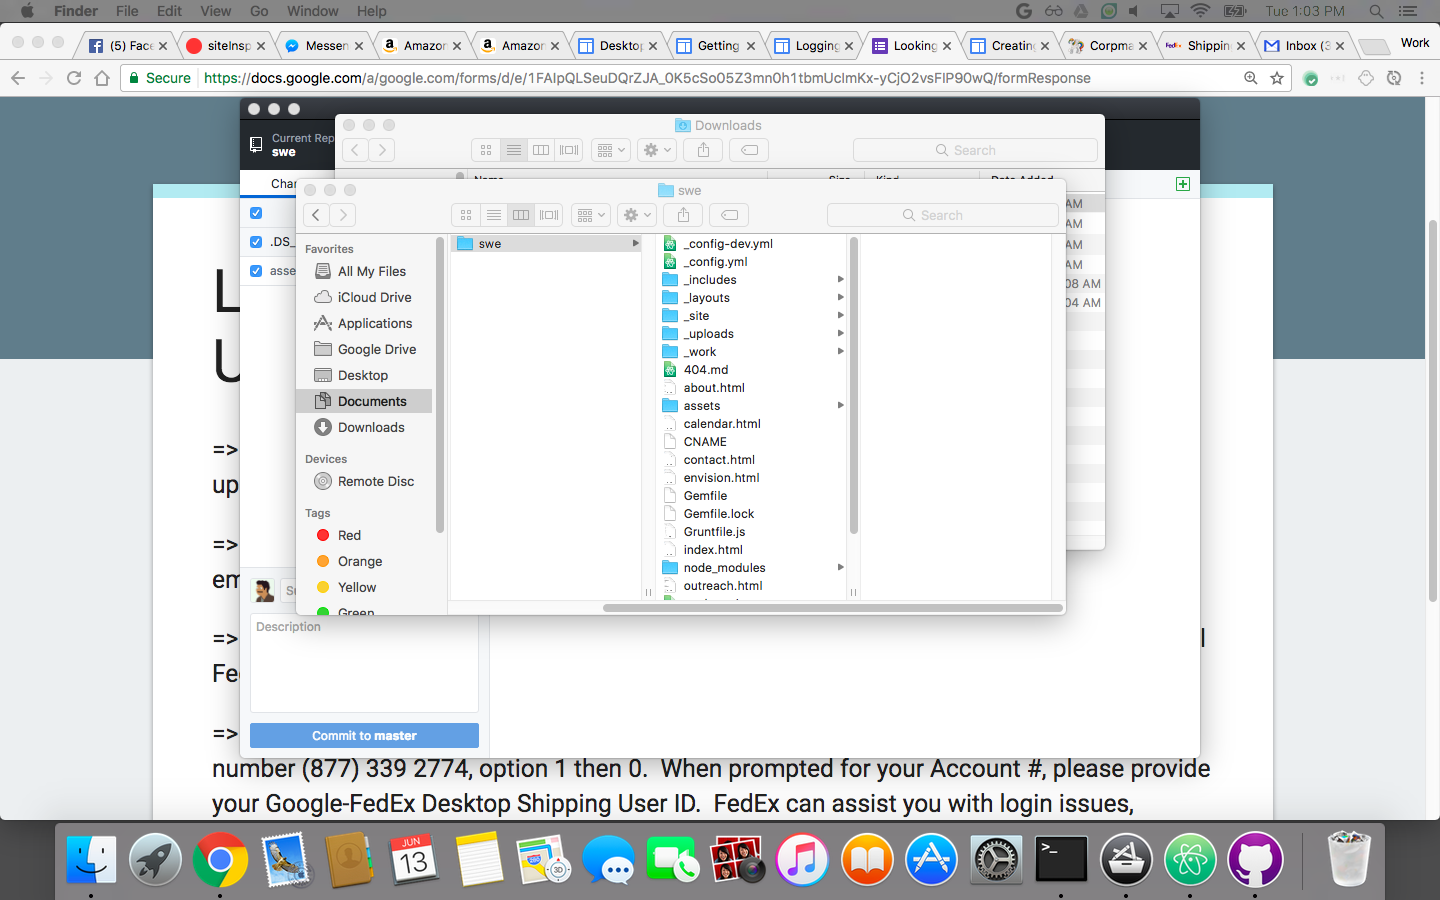 Finder File Edit View Go Window Help
Tue 1:03 PM
(5) Face
siteInsp
Messen
Amazon
Amazon
Desktop
Getting
Logging
Looking
Creating
Corpma
Shippin
Inbox (3
Work
Secure https://docs.google.com/a/google.com/forms/d/e/1FAIpQLSeuDQrZJA_0K5cSo05Z3mn0h1tbmUclmKx-yCjO2vsFlP90wQ/formResponse
Current Rep
swe
Downloads
Search
Name Size Kind Date Added
swe
Search
Favorites
All My Files
iCloud Drive
Applications
Google Drive
Desktop
Documents
Downloads
Devices
Remote Disc
Tags
Red
Orange
Yellow
Green
swe
_config-dev.yml
_config.yml
_includes
_layouts
_site
_uploads
_work
404.md
about.html
assets
calendar.html
CNAME
contact.html
envision.html
Gemfile
Gemfile.lock
Gruntfile.js
index.html
node_modules
outreach.html
AM
AM
AM
AM
08 AM
04 AM
Chan
.DS_
asse
Su
Description
Commit to master
L
U
=>
up
=>
em
=>
Fe
=>
number (877) 339 2774, option 1 then 0. When prompted for your Account #, please provide
your Google-FedEx Desktop Shipping User ID. FedEx can assist you with login issues,
JUN
13